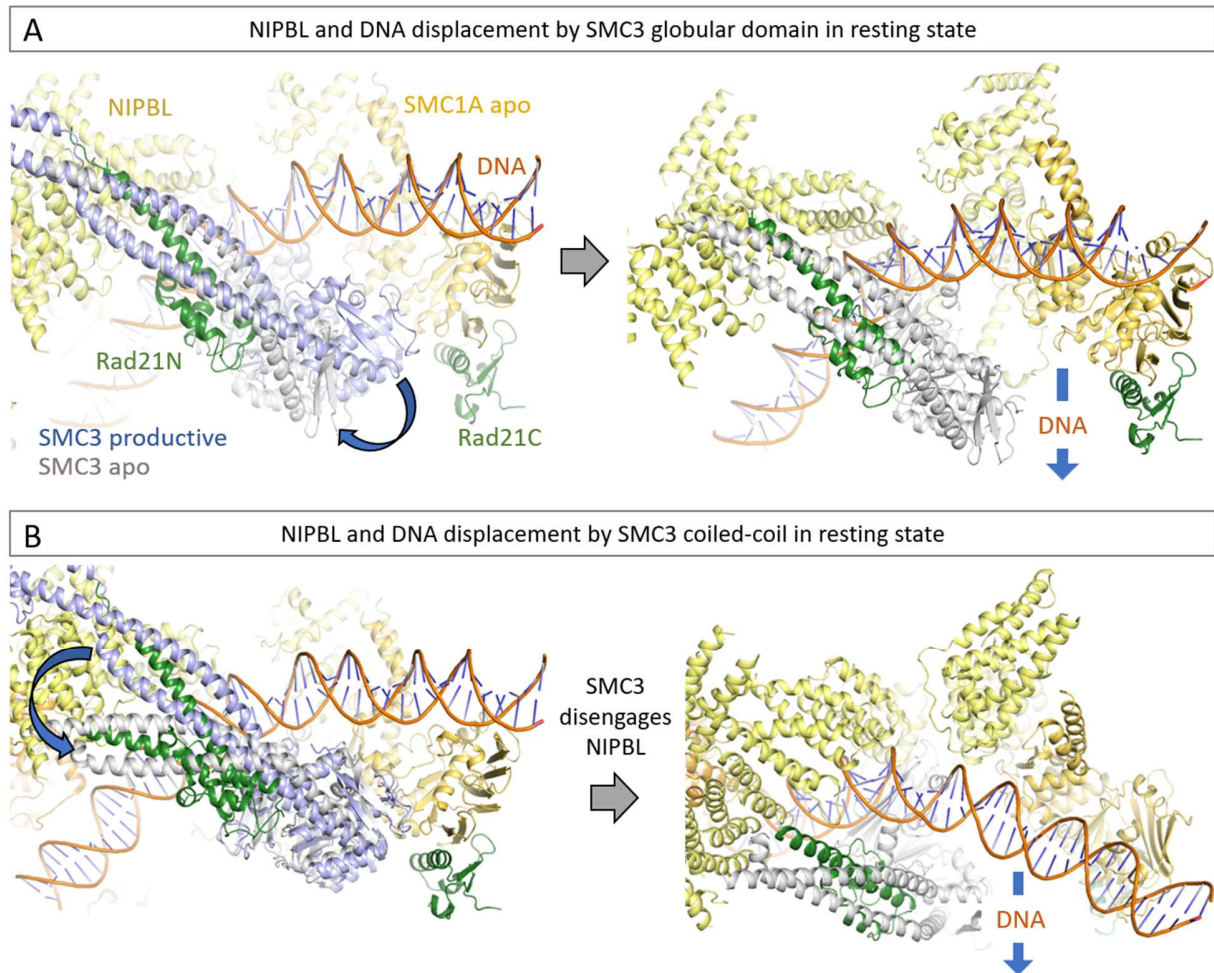 A
NIPBL and DNA displacement by SMC3 globular domain in resting state
NIPBL
SMC1A apo
DNA
Rad21N
Rad21C
SMC3 productive
SMC3 apo
DNA
B
NIPBL and DNA displacement by SMC3 coiled-coil in resting state
SMC3
disengages
NIPBL
DNA